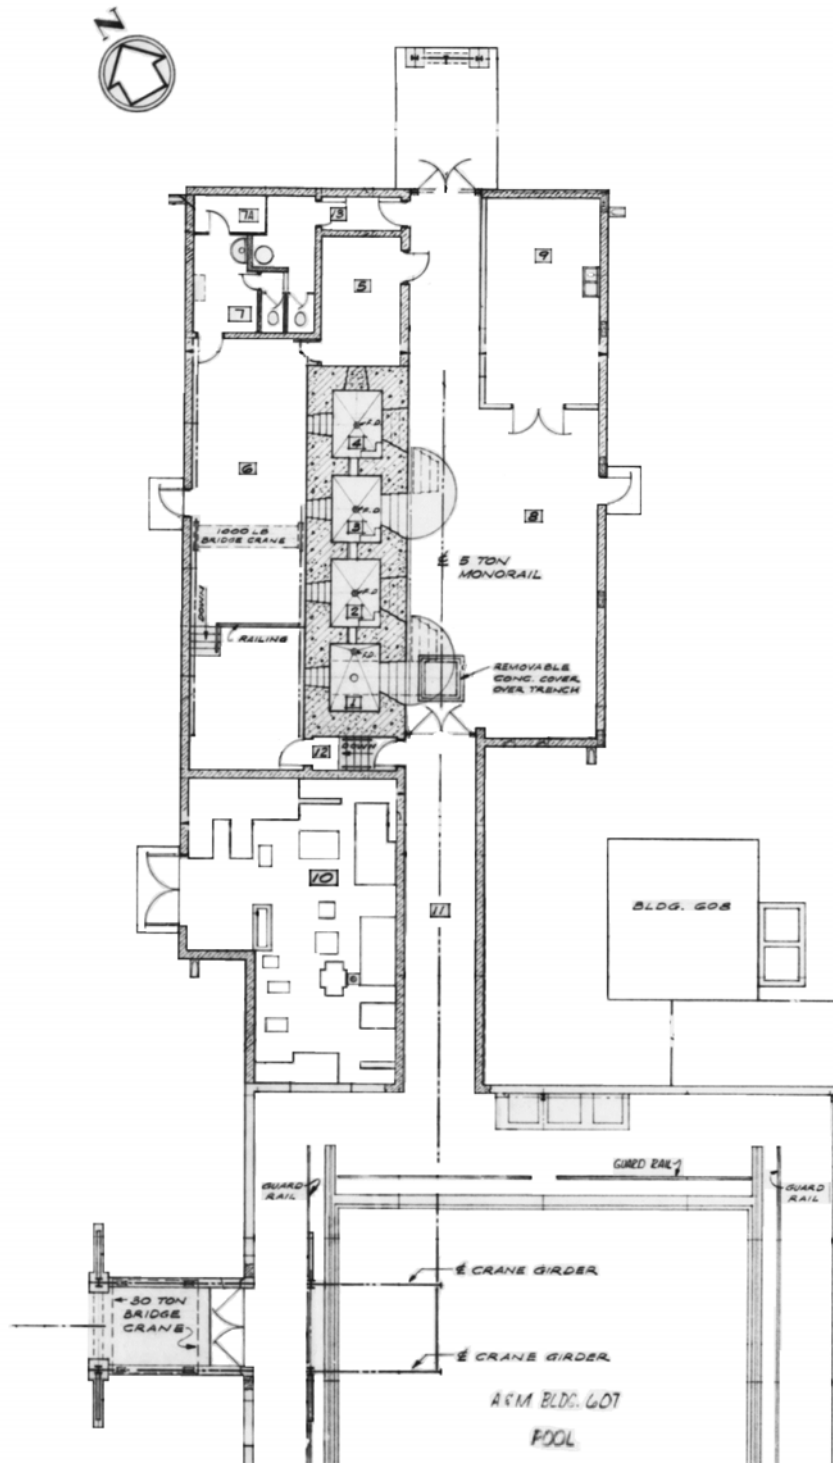 N
7A
13
9
5
7
4
F.D.
6
3
F.D.
8
1000 LB
BRIDGE CRANE
5 TON
MONORAIL
F.D.
2
DOWN
RAILING
F.D.
REMOVABLE
CONC. COVER
OVER TRENCH
1
12
DOWN
10
11
BLDG. 608
GUARD RAIL
GUARD
RAIL
GUARD
RAIL
℄ CRANE GIRDER
30 TON
BRIDGE
CRANE
℄ CRANE GIRDER
A&M BLDG. 607
POOL